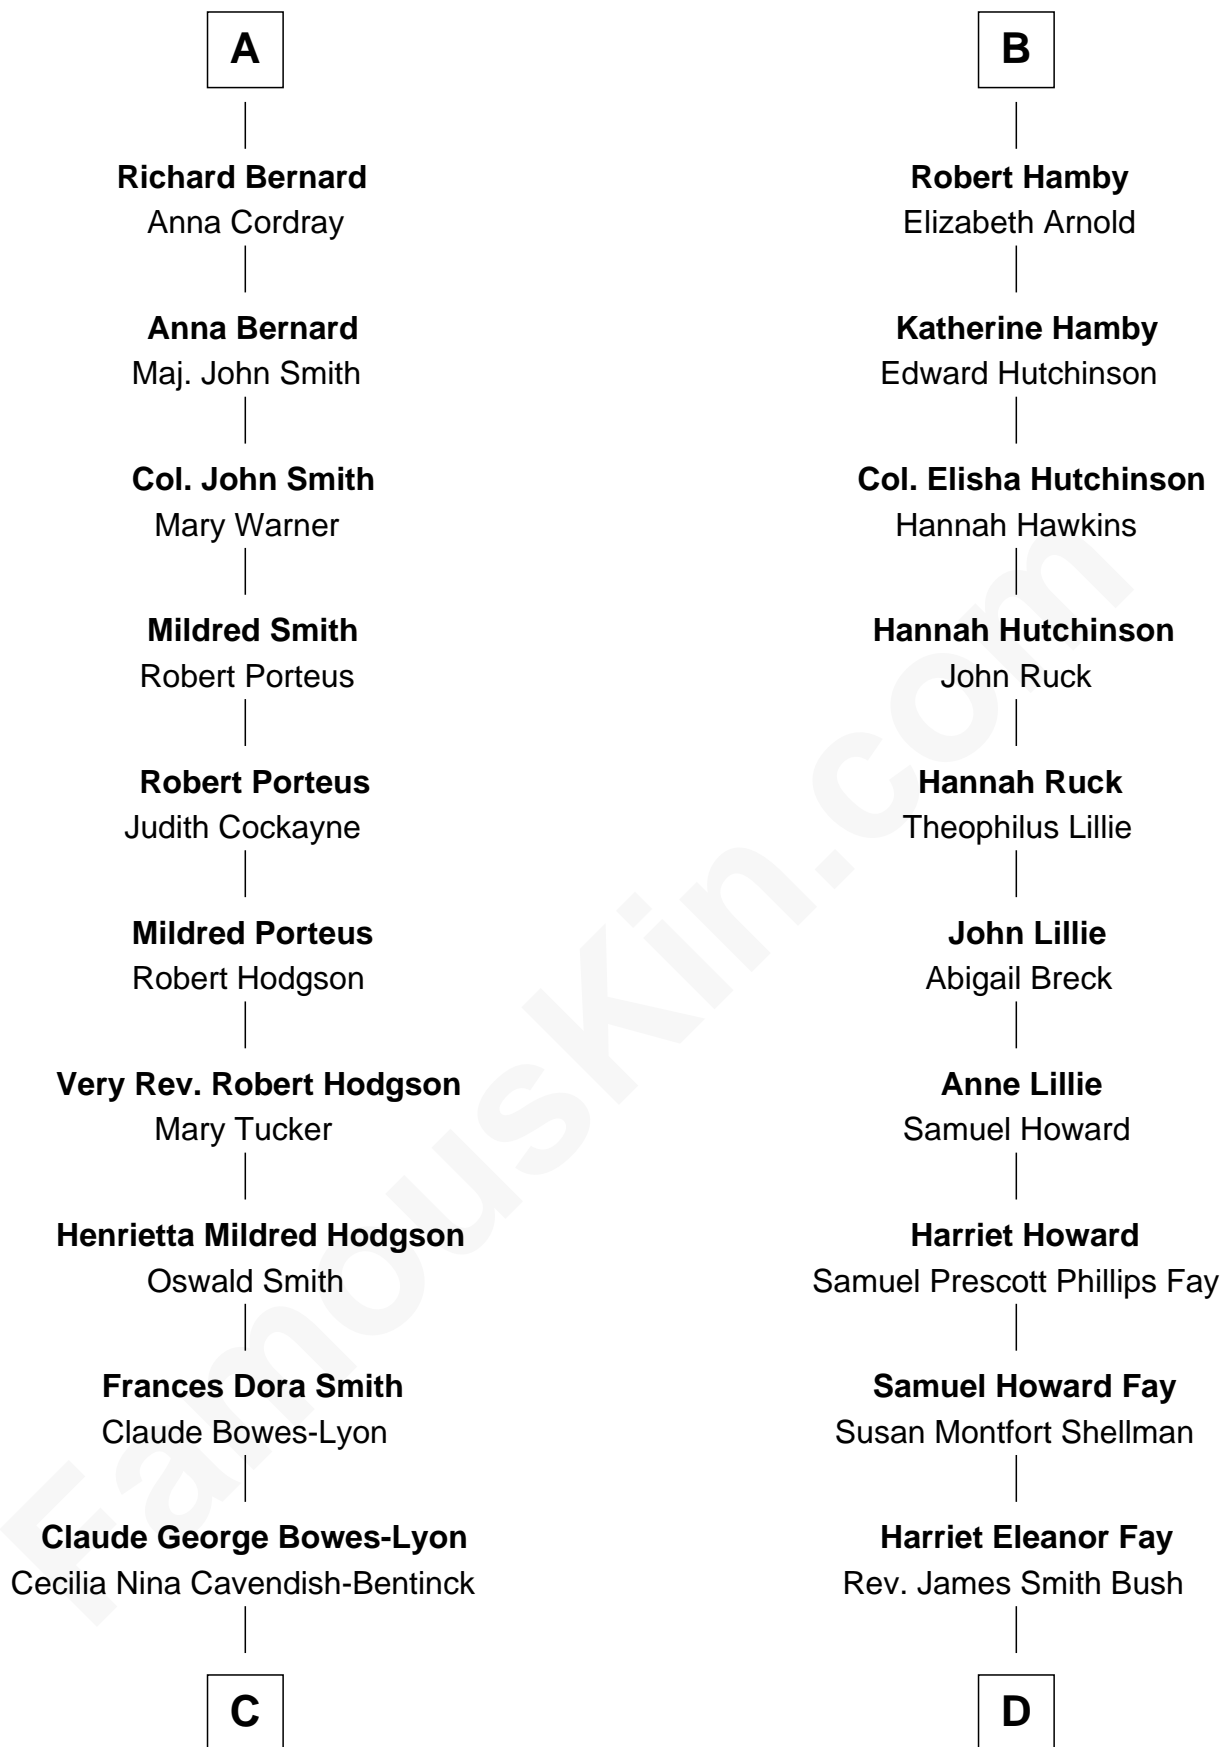 A
Richard Bernard
Anna Cordray
Anna Bernard
Maj. John Smith
Col. John Smith
Mary Warner
Mildred Smith
Robert Porteus
Robert Porteus
Judith Cockayne
Mildred Porteus
Robert Hodgson
Very Rev. Robert Hodgson
Mary Tucker
Henrietta Mildred Hodgson
Oswald Smith
Frances Dora Smith
Claude Bowes-Lyon
Claude George Bowes-Lyon
Cecilia Nina Cavendish-Bentinck
C
B
Robert Hamby
Elizabeth Arnold
Katherine Hamby
Edward Hutchinson
Col. Elisha Hutchinson
Hannah Hawkins
Hannah Hutchinson
John Ruck
Hannah Ruck
Theophilus Lillie
John Lillie
Abigail Breck
Anne Lillie
Samuel Howard
Harriet Howard
Samuel Prescott Phillips Fay
Samuel Howard Fay
Susan Montfort Shellman
Harriet Eleanor Fay
Rev. James Smith Bush
D
FamousKin.com